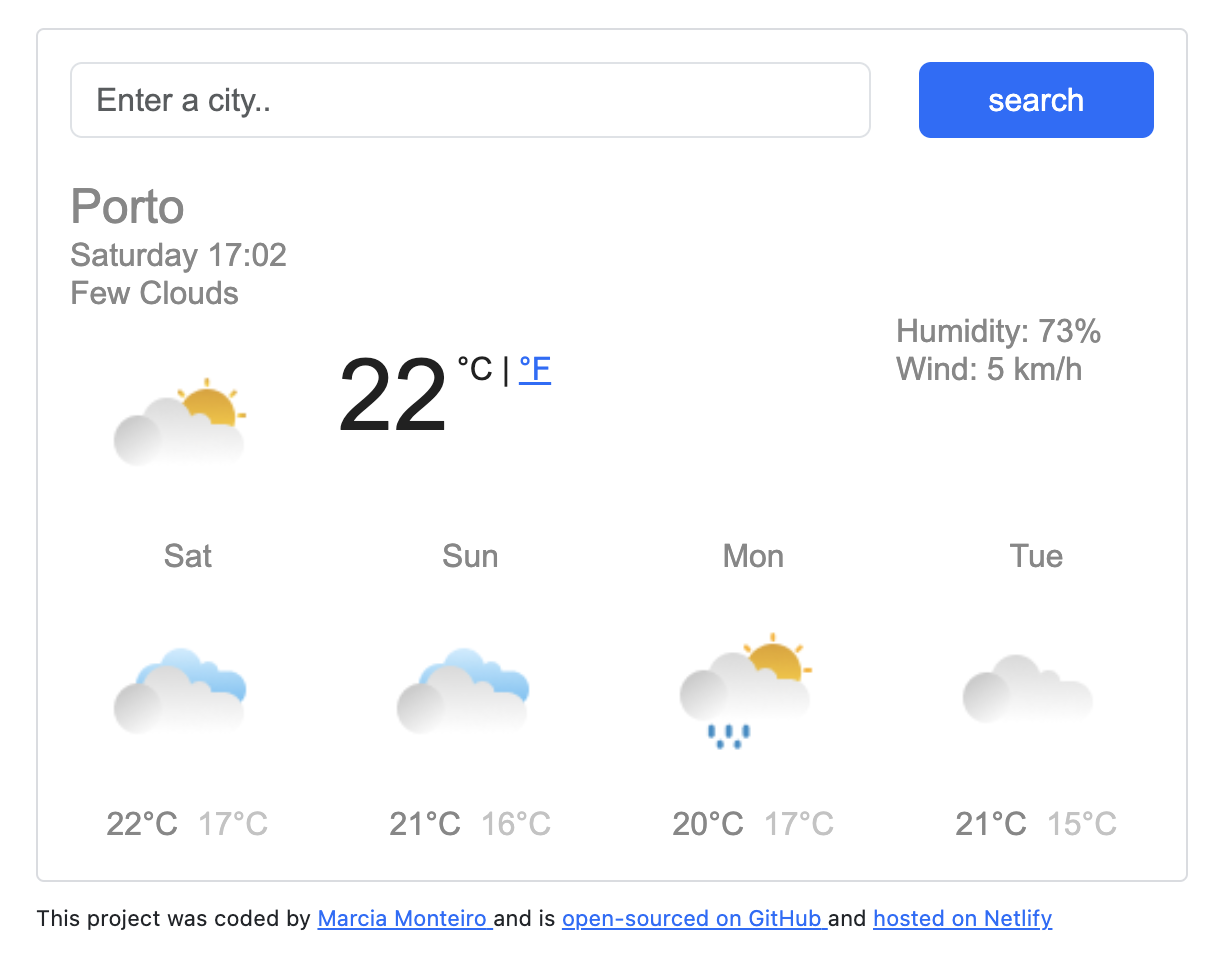 Enter a city..
search
Porto
Saturday 17:02
Few Clouds
Humidity: 73%
Wind: 5 km/h
22 °C | °F
Sat Sun Mon Tue
22°C 17°C 21°C 16°C 20°C 17°C 21°C 15°C
This project was coded by Marcia Monteiro and is open-sourced on GitHub and hosted on Netlify